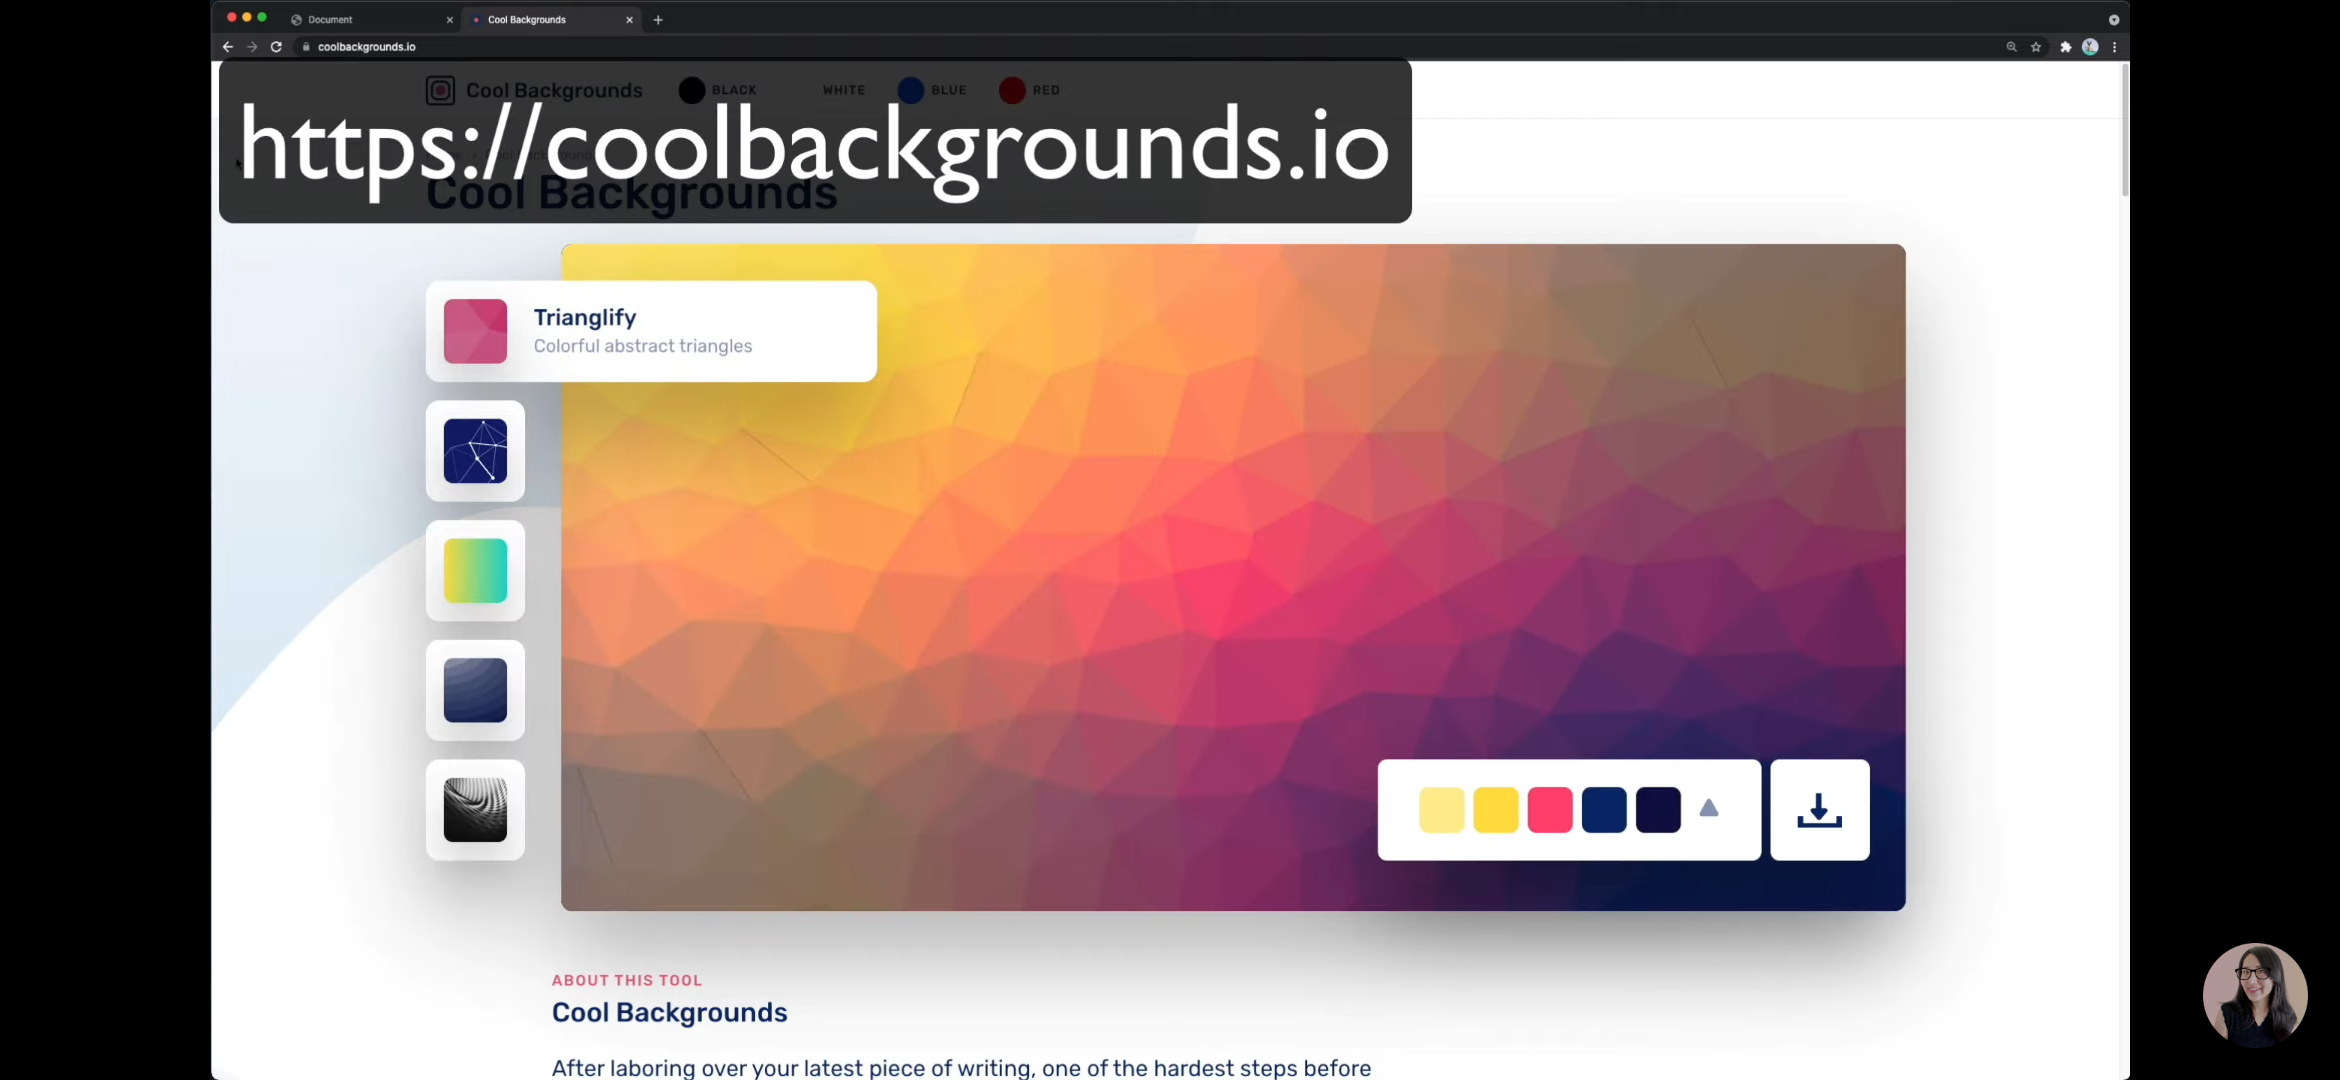 Document
Cool Backgrounds
coolbackgrounds.io
Cool Backgrounds
BLACK
WHITE
BLUE
RED
https://coolbackgrounds.io
Cool Backgrounds
Trianglify
Colorful abstract triangles
ABOUT THIS TOOL
Cool Backgrounds
After laboring over your latest piece of writing, one of the hardest steps before